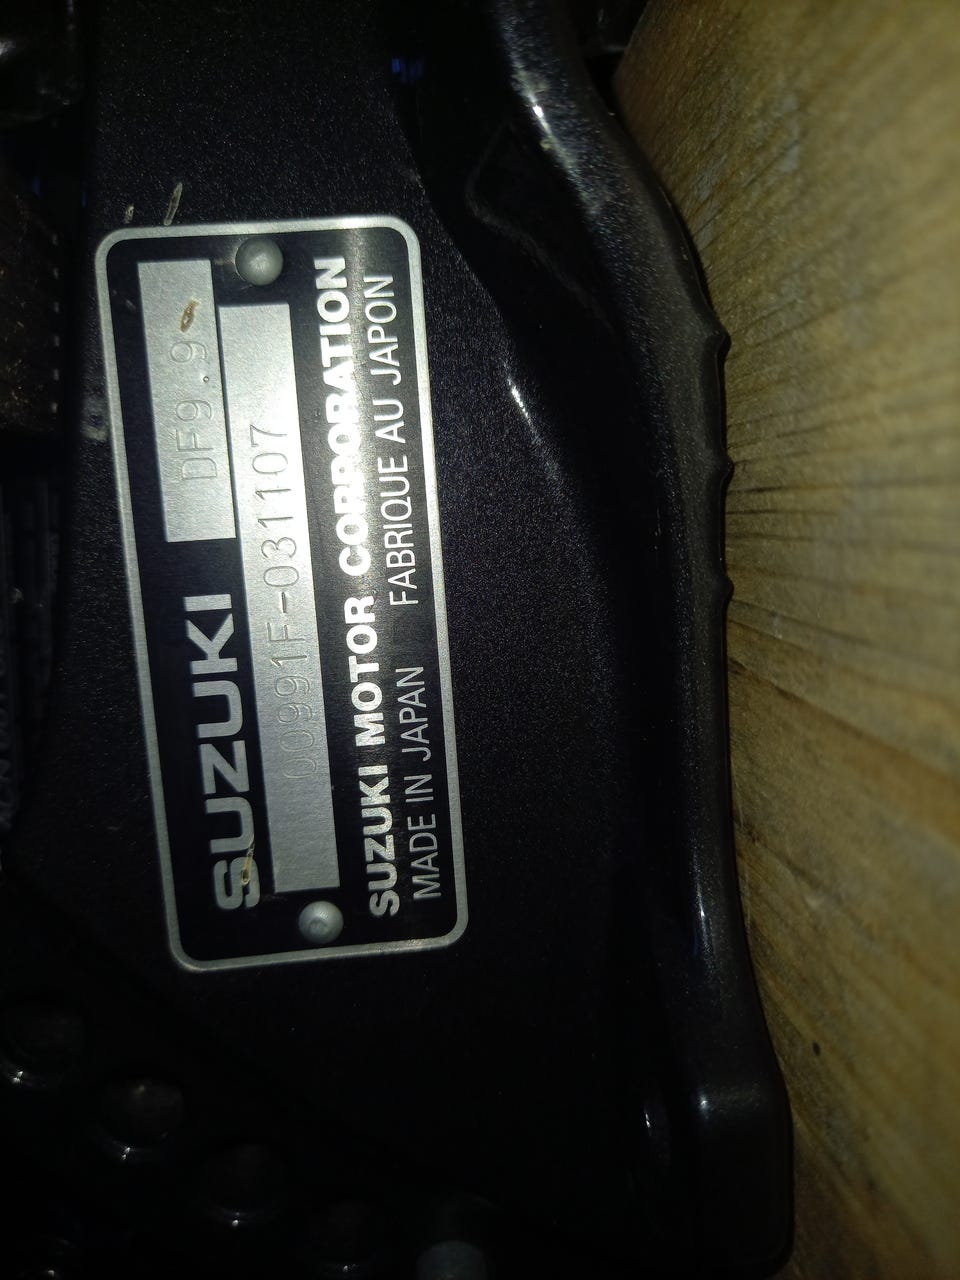 SUZUKI DF9.9
00991F-031107
SUZUKI MOTOR CORPORATION
MADE IN JAPAN FABRIQUE AU JAPON